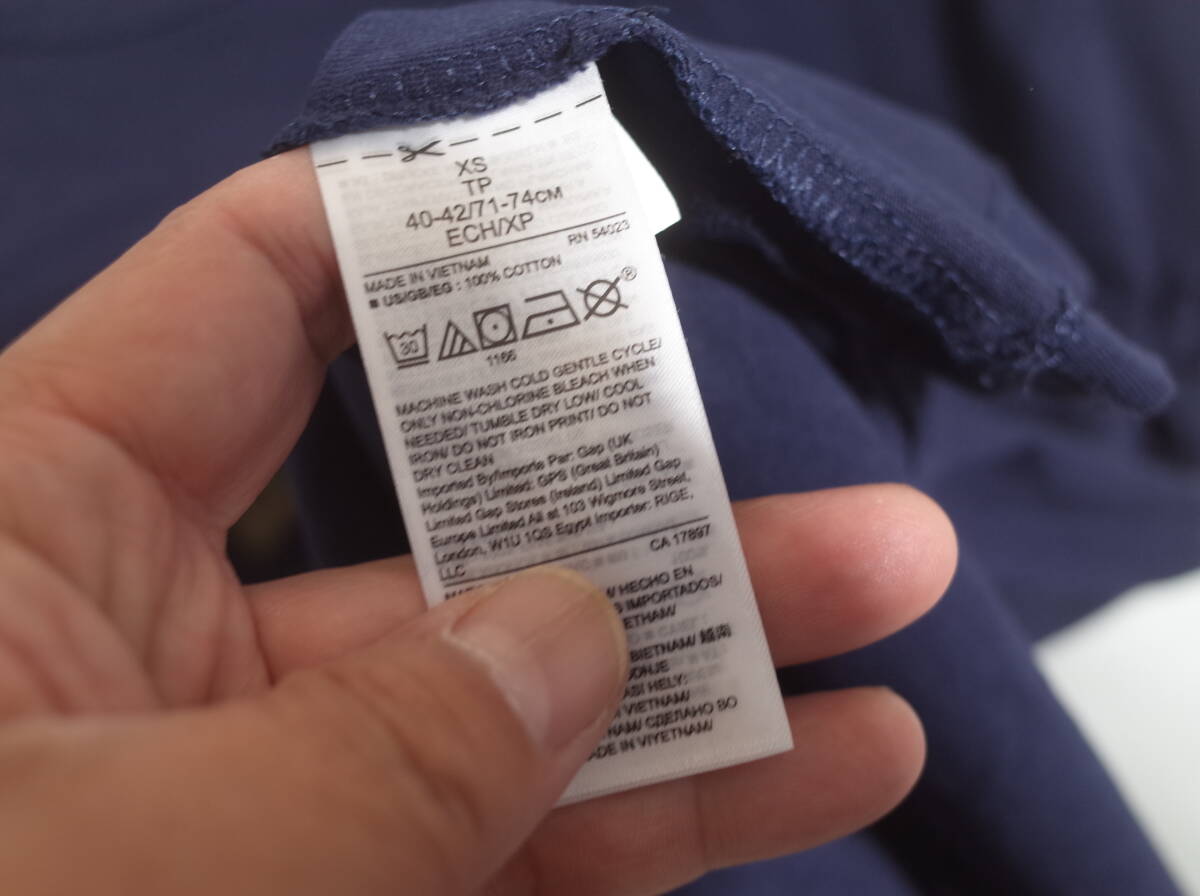 XS
TP
40-42/71-74CM
ECH/XP
RN 54023
MADE IN VIETNAM
■ US/GB/EG : 100% COTTON
30
®
1166
MACHINE WASH COLD GENTLE CYCLE/
ONLY NON-CHLORINE BLEACH WHEN
NEEDED/ TUMBLE DRY LOW/ COOL
IRON/ DO NOT IRON PRINT/ DO NOT
DRY CLEAN
Imported By/Importe Par: Gap (UK
Holdings) Limited; GPS (Great Britain)
Limited Gap Stores (Ireland) Limited Gap
Europe Limited All at 103 Wigmore Street,
London, W1U 1QS Egypt Importer: RIGE,
LLC
CA 17897
/ HECHO EN
IMPORTADOS/
VIETNAM/ 越南
HELY:
VIETNAM/
СДЕЛАНО ВО
MADE IN VIYETNAM/